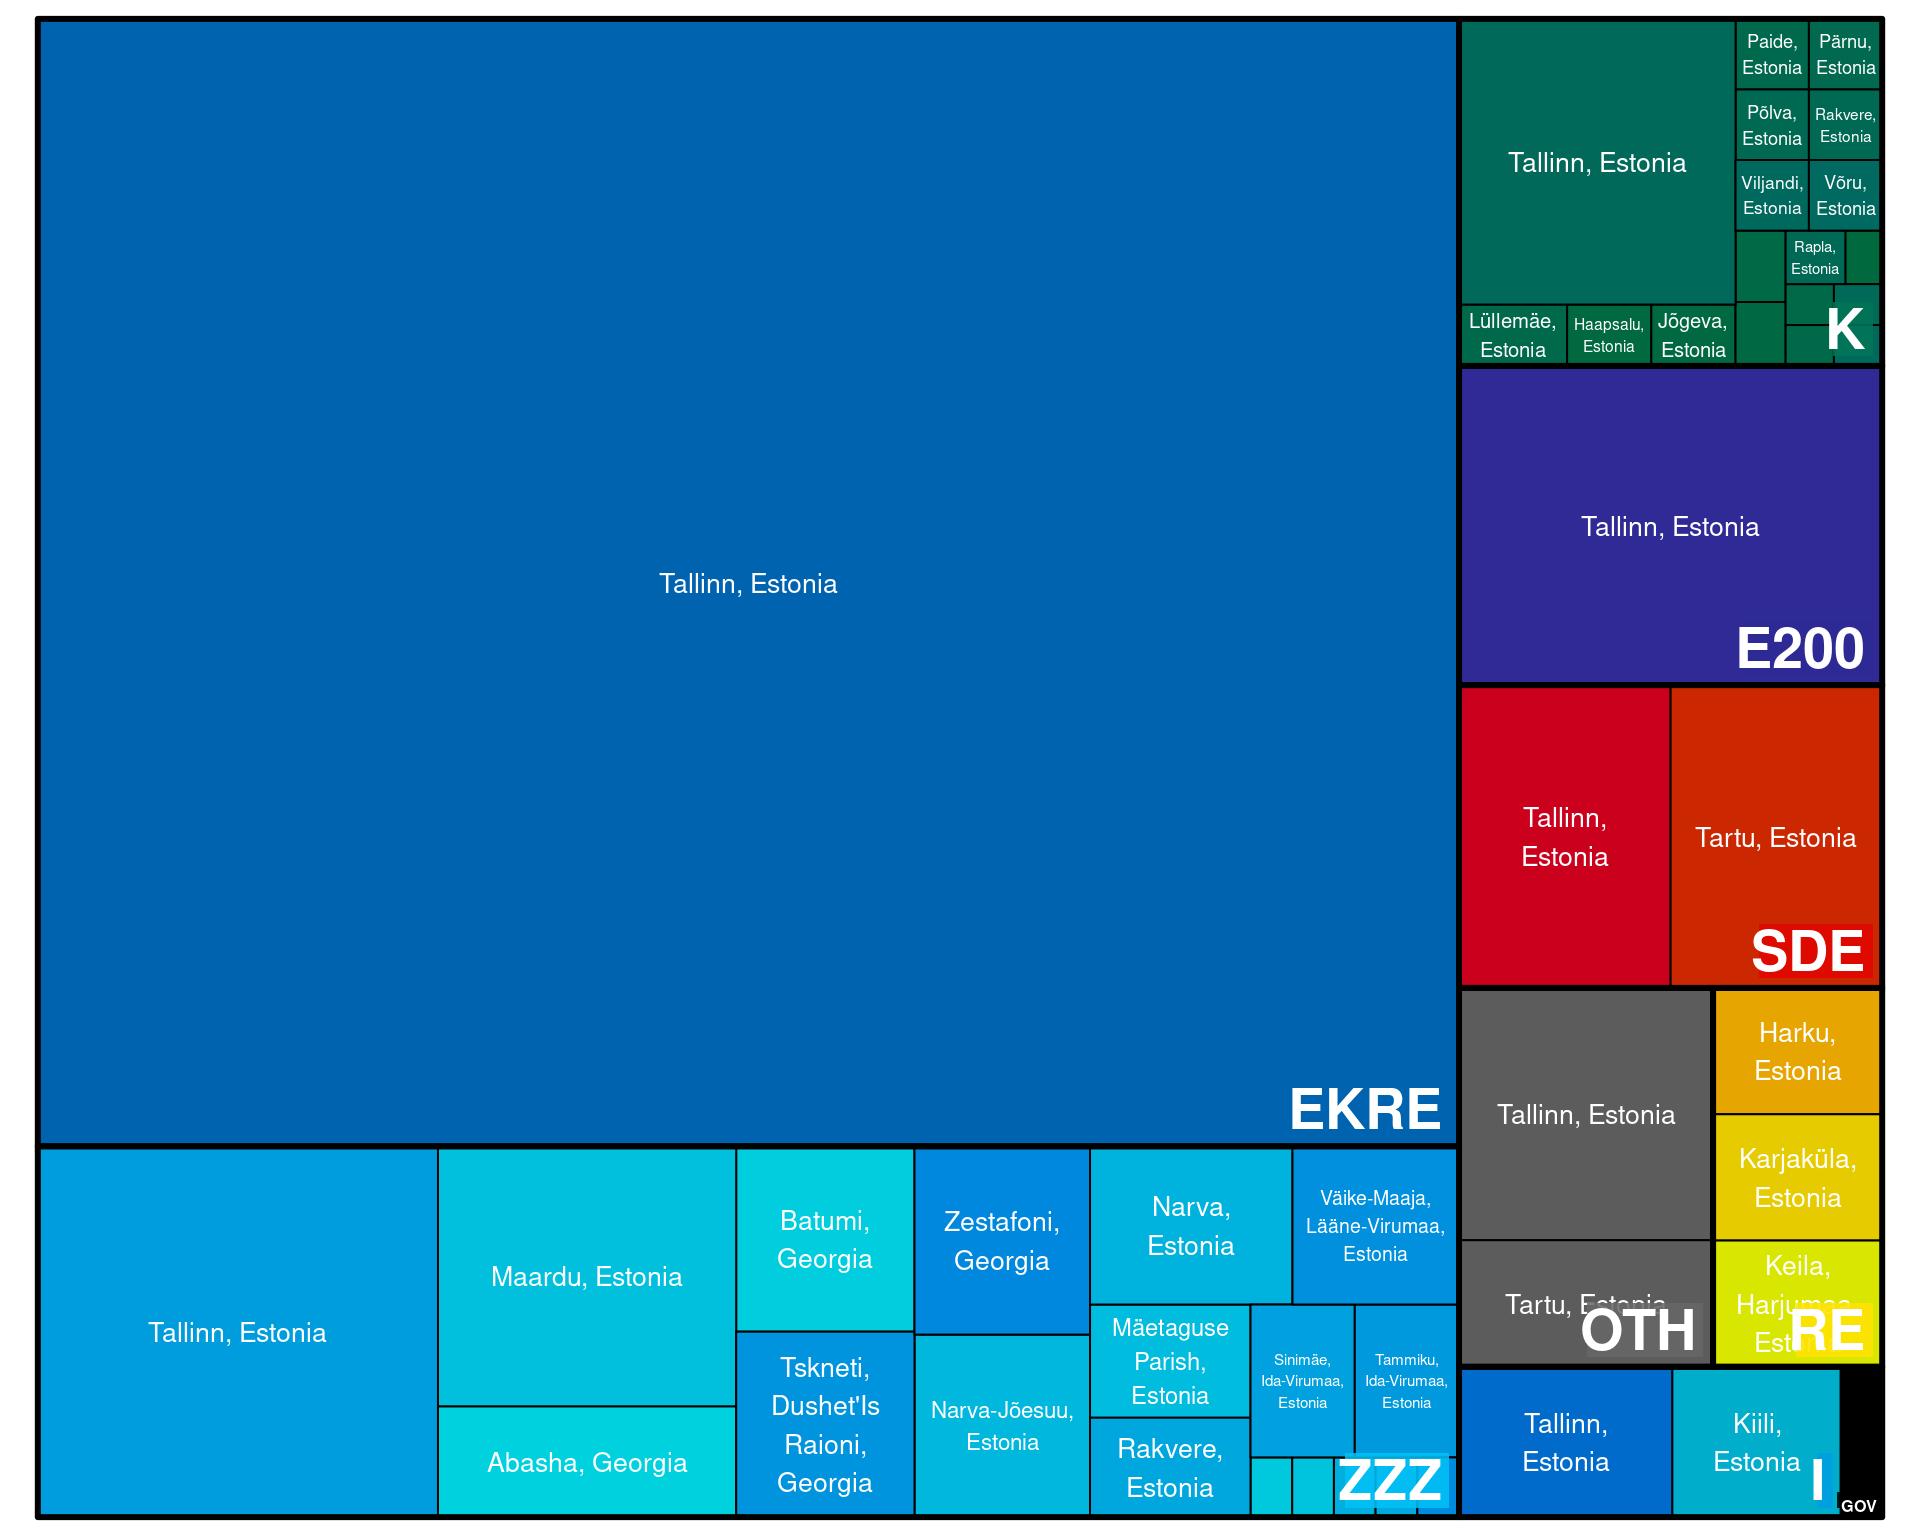 Tallinn, Estonia
EKRE
Tallinn, Estonia
Maardu, Estonia
Abasha, Georgia
Batumi,
Georgia
Tskneti,
Dushet'Is
Raioni,
Georgia
Zestafoni,
Georgia
Narva-Jõesuu,
Estonia
Narva,
Estonia
Väike-Maaja,
Lääne-Virumaa,
Estonia
Mäetaguse
Parish,
Estonia
Rakvere,
Estonia
Sinimäe,
Ida-Virumaa,
Estonia
Tammiku,
Ida-Virumaa,
Estonia
ZZZ
Tallinn, Estonia
Lüllemäe,
Estonia
Haapsalu,
Estonia
Jõgeva,
Estonia
Paide,
Estonia
Pärnu,
Estonia
Põlva,
Estonia
Rakvere,
Estonia
Viljandi,
Estonia
Võru,
Estonia
Rapla,
Estonia
K
Tallinn, Estonia
E200
Tallinn,
Estonia
Tartu, Estonia
SDE
Tallinn, Estonia
Tartu, Estonia
OTH
Harku,
Estonia
Karjaküla,
Estonia
Keila,
Harjumaa,
Estonia
RE
Tallinn,
Estonia
Kiili,
Estonia
I
GOV